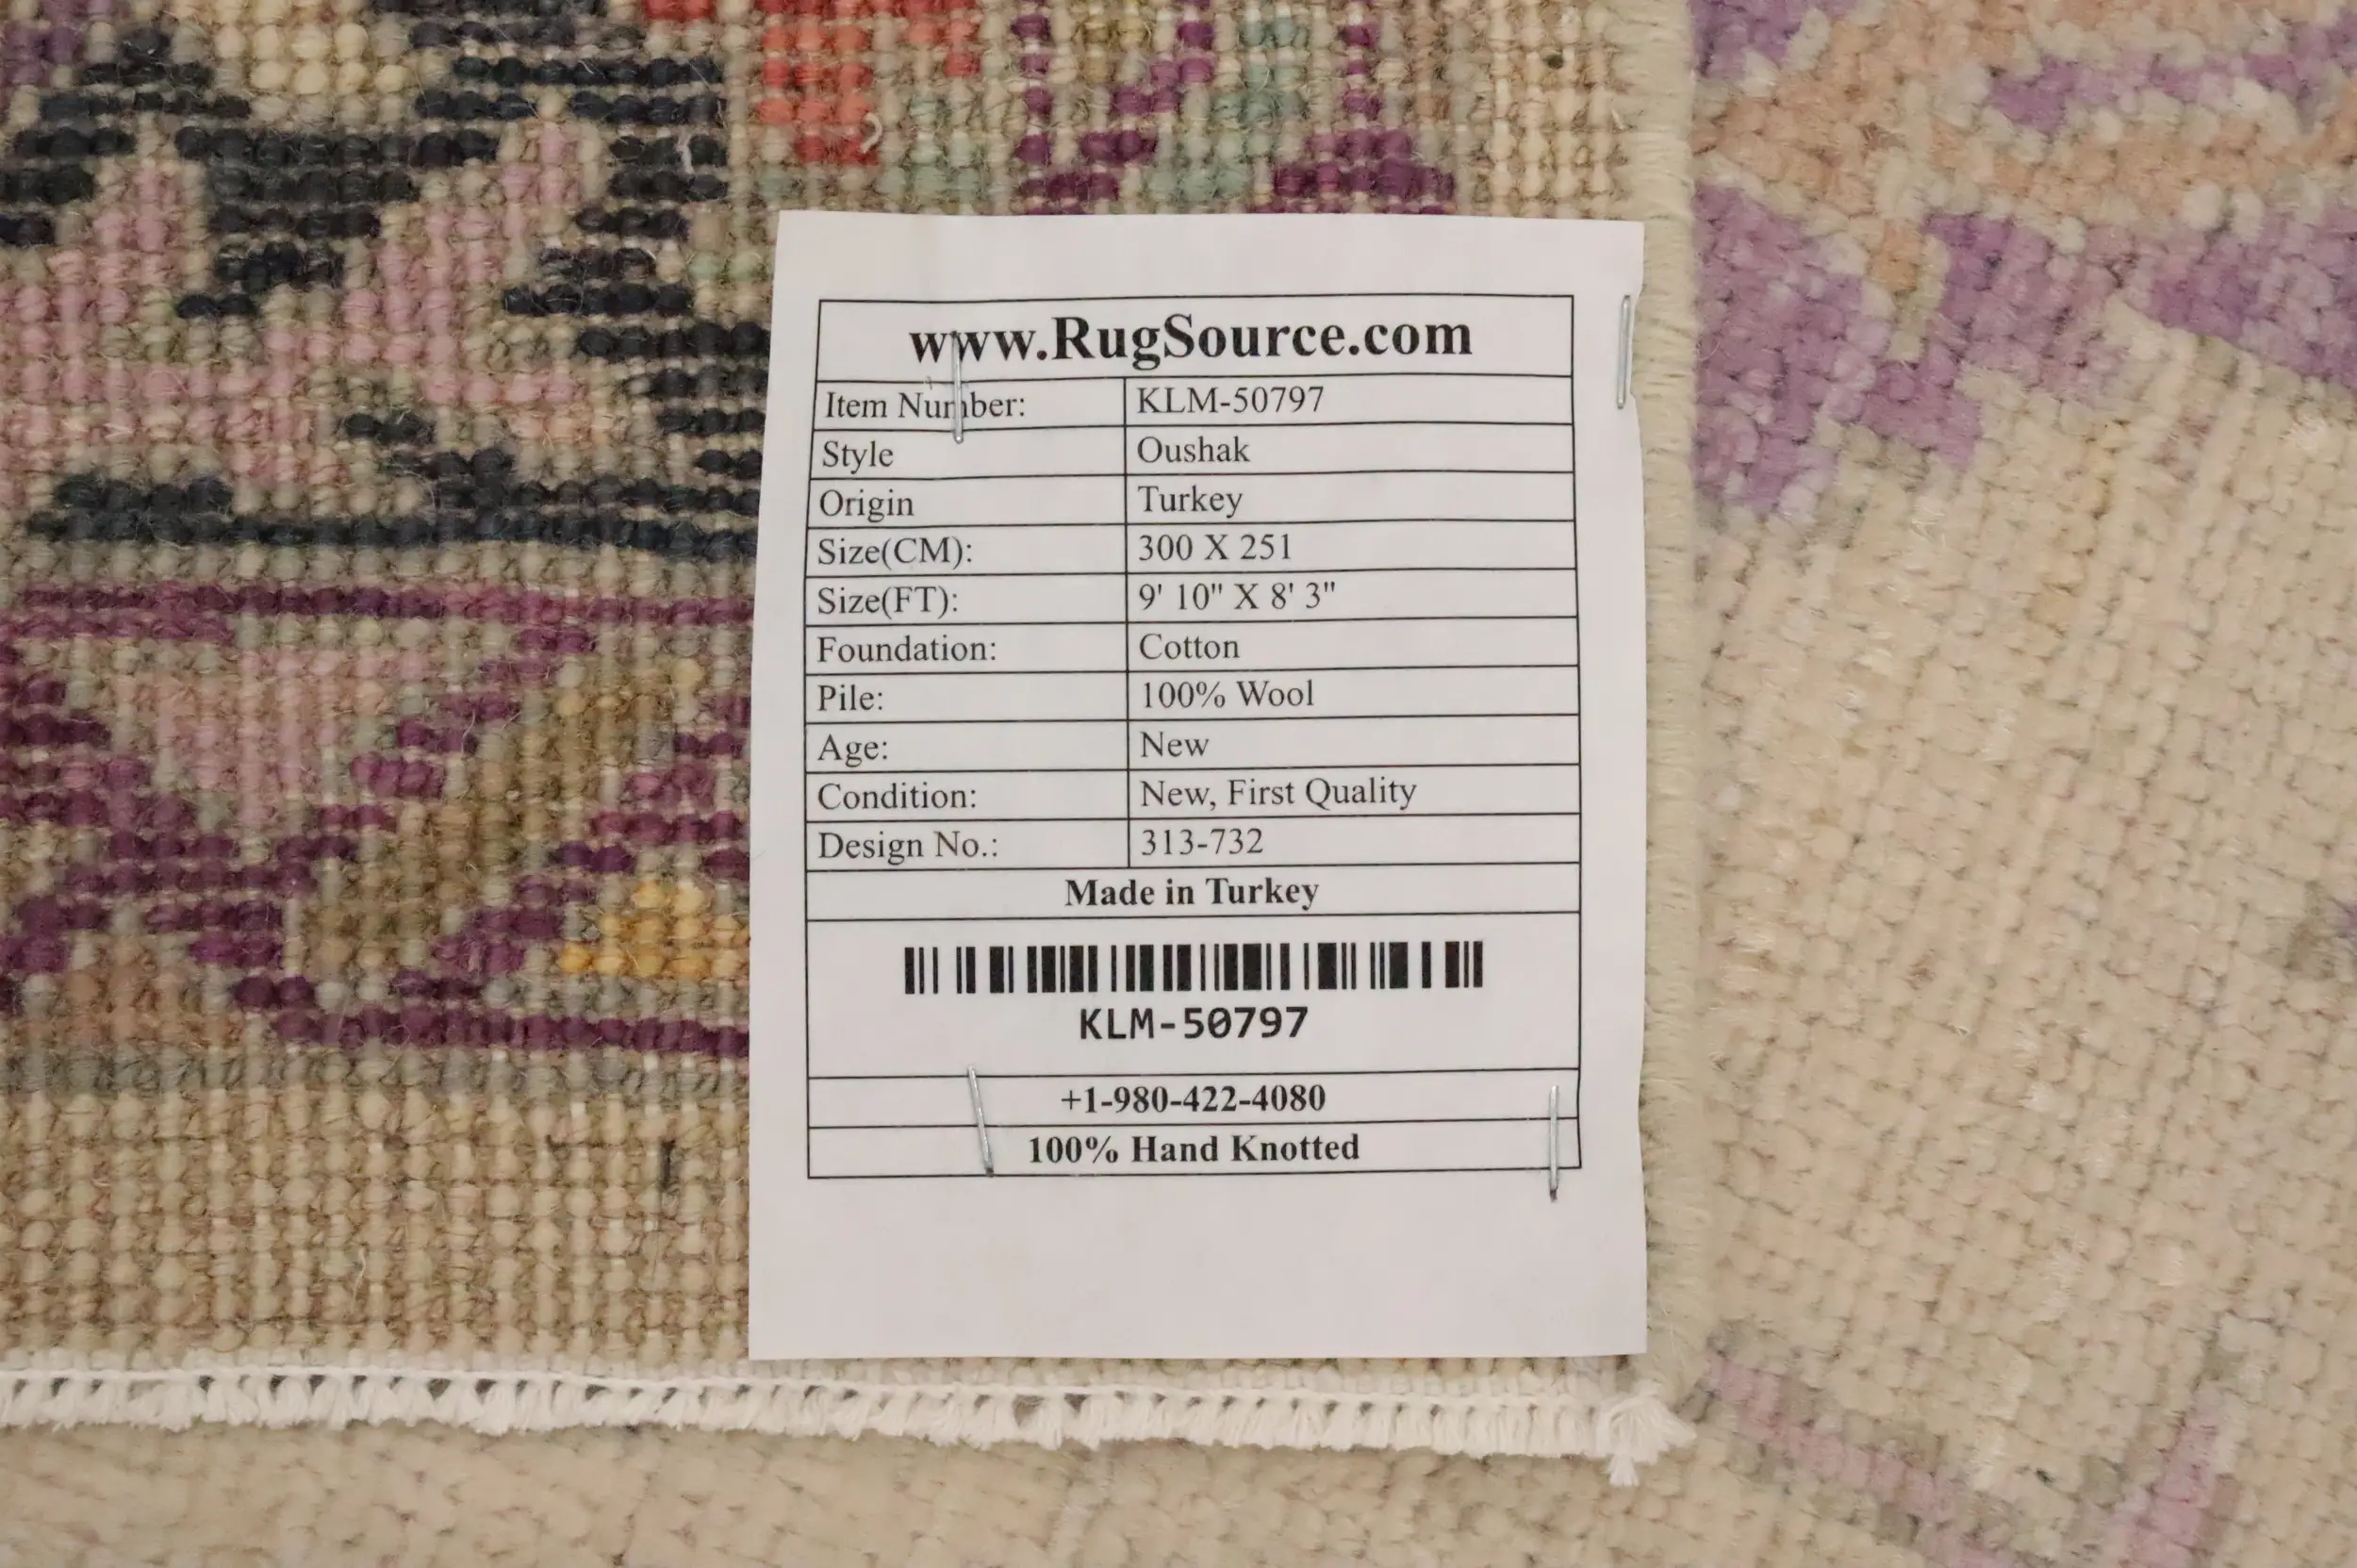 www.RugSource.com
Item Number: KLM-50797
Style Oushak
Origin Turkey
Size(CM): 300 X 251
Size(FT): 9' 10" X 8' 3"
Foundation: Cotton
Pile: 100% Wool
Age: New
Condition: New, First Quality
Design No.: 313-732
Made in Turkey
KLM-50797
+1-980-422-4080
100% Hand Knotted